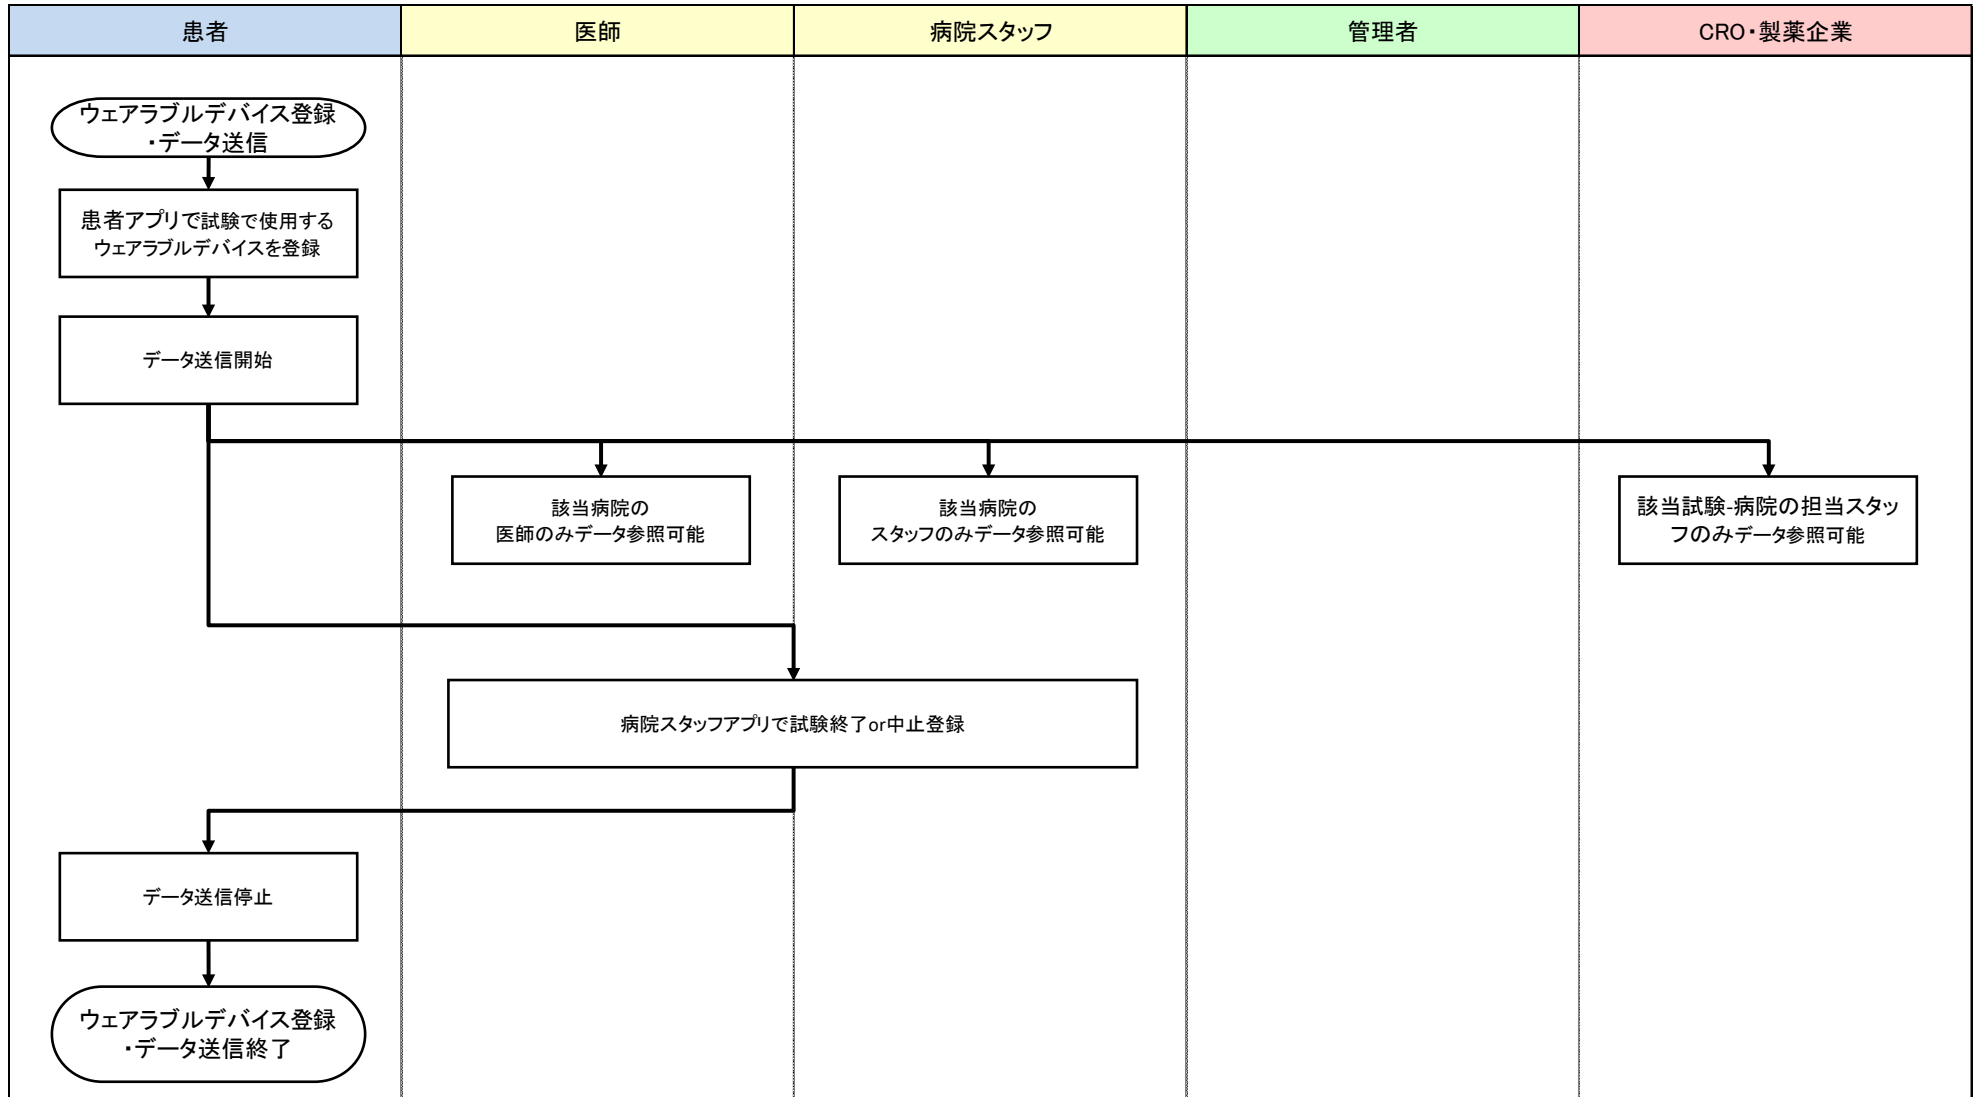 患者
医師
病院スタッフ
管理者
CRO・製薬企業
ウェアラブルデバイス登録
・データ送信
患者アプリで試験で使用する
ウェアラブルデバイスを登録
データ送信開始
該当病院の
医師のみデータ参照可能
該当病院の
スタッフのみデータ参照可能
該当試験-病院の担当スタッ
フのみデータ参照可能
病院スタッフアプリで試験終了or中止登録
データ送信停止
ウェアラブルデバイス登録
・データ送信終了